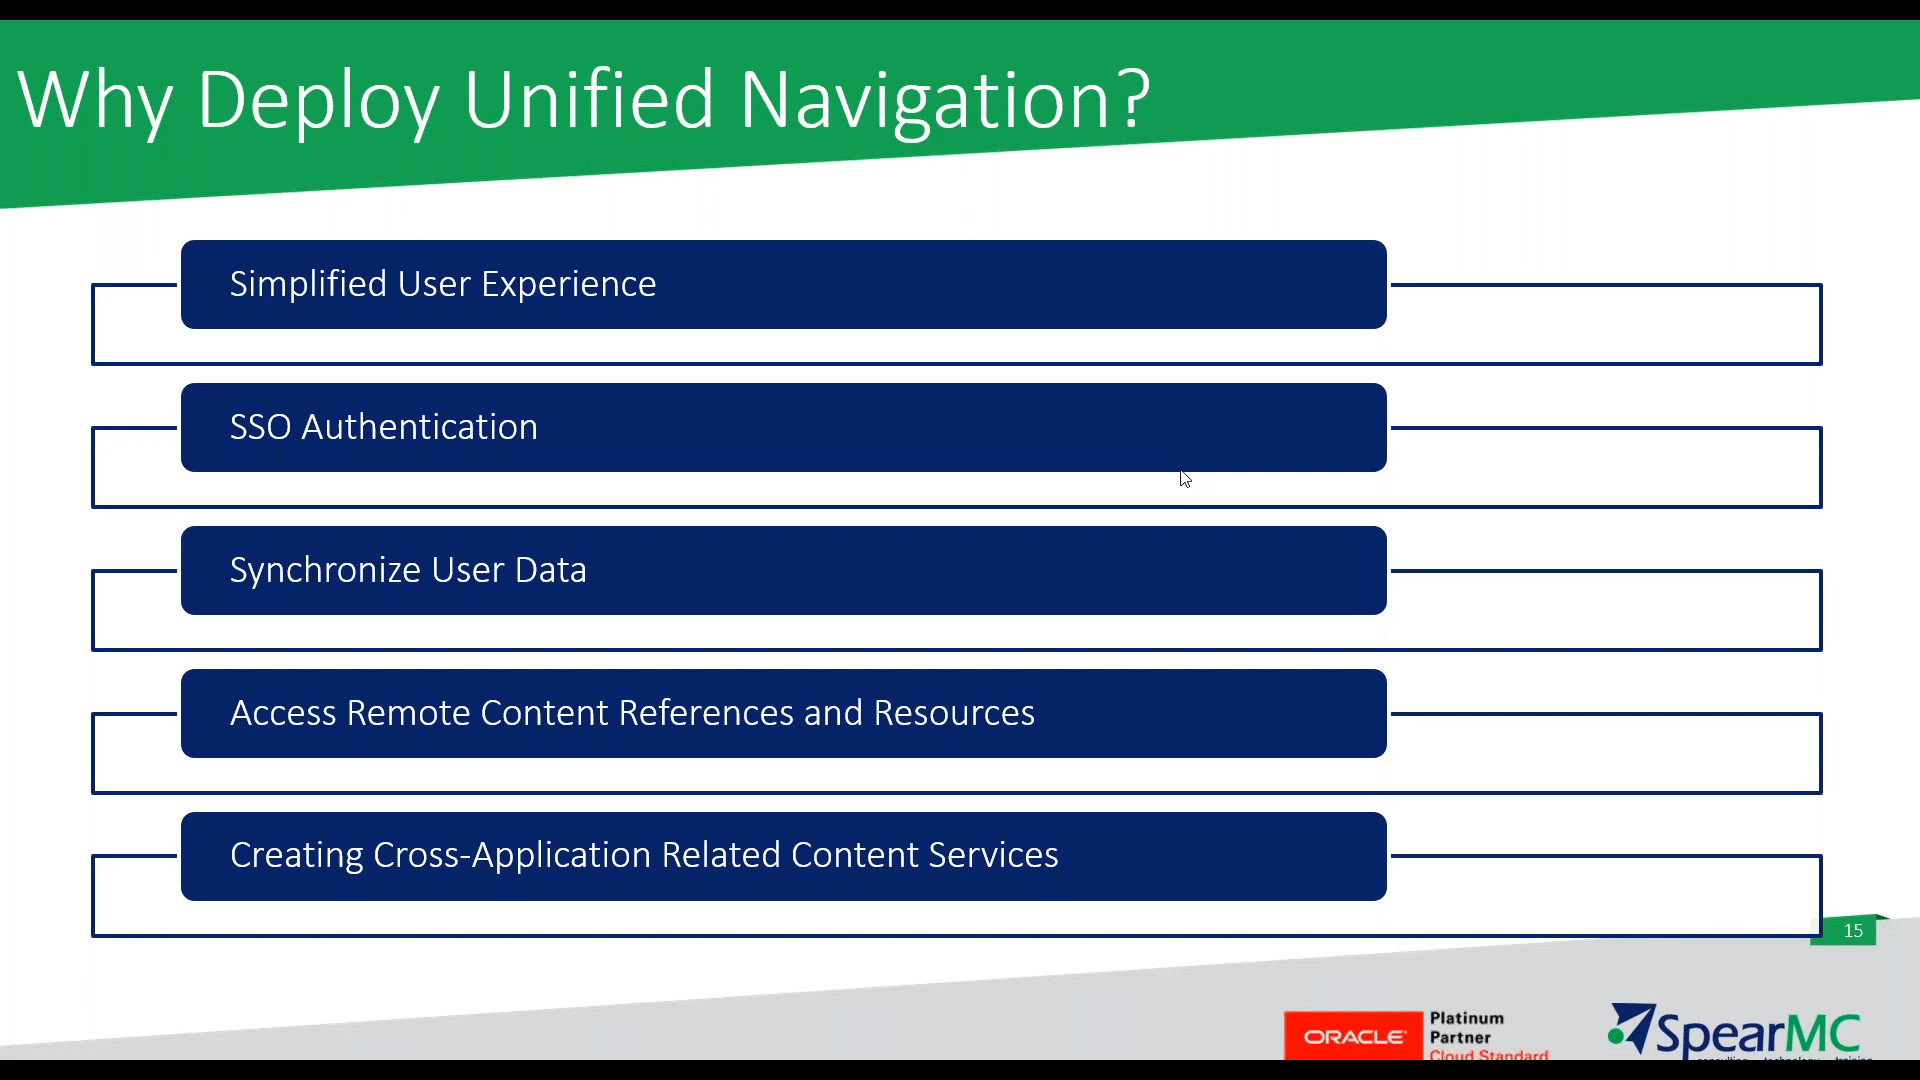 Why Deploy Unified Navigation?
Simplified User Experience
SSO Authentication
Synchronize User Data
Access Remote Content References and Resources
Creating Cross-Application Related Content Services
15
ORACLE
Platinum
Partner
Cloud Standard
SpearMC